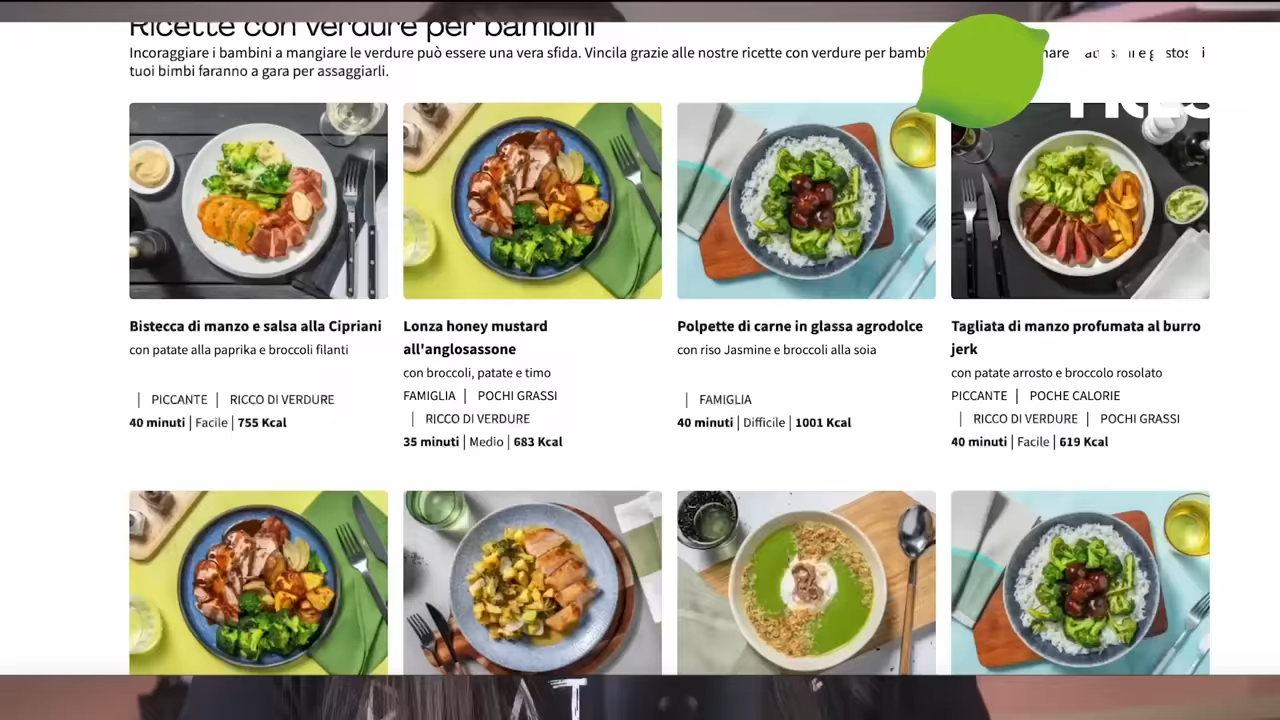 Ricette con verdure per bambini
Incoraggiare i bambini a mangiare le verdure può essere una vera sfida. Vincila grazie alle nostre ricette con verdure per
tuoi bimbi faranno a gara per assaggiarli.
Bistecca di manzo e salsa alla Cipriani
con patate alla paprika e broccoli filanti
| PICCANTE | RICCO DI VERDURE
40 minuti | Facile | 755 Kcal
Lonza honey mustard
all'anglosassone
con broccoli, patate e timo
FAMIGLIA | POCHI GRASSI
| RICCO DI VERDURE
35 minuti | Medio | 683 Kcal
Polpette di carne in glassa agrodolce
con riso Jasmine e broccoli alla soia
| FAMIGLIA
40 minuti | Difficile | 1001 Kcal
Tagliata di manzo profumata al burro
jerk
con patate arrosto e broccolo rosolato
PICCANTE | POCHE CALORIE
| RICCO DI VERDURE | POCHI GRASSI
40 minuti | Facile | 619 Kcal